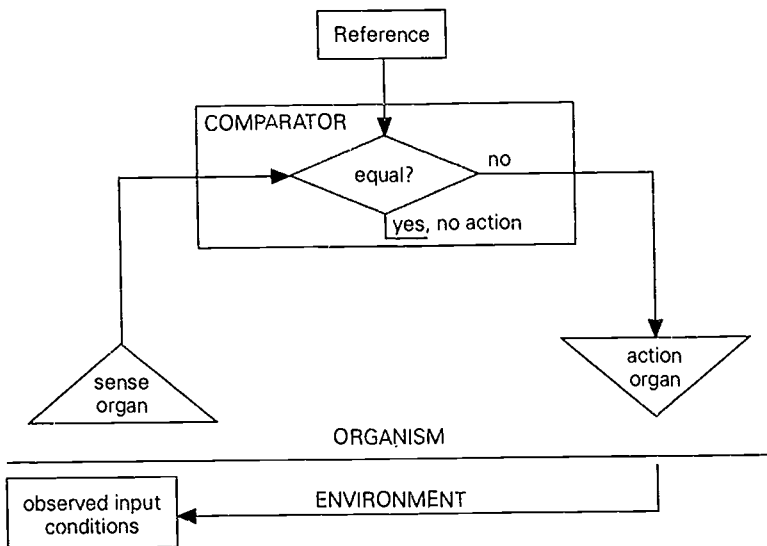 Reference
COMPARATOR
no
equal?
yes, no action
sense
organ
action
organ
ORGANISM
ENVIRONMENT
observed input
conditions